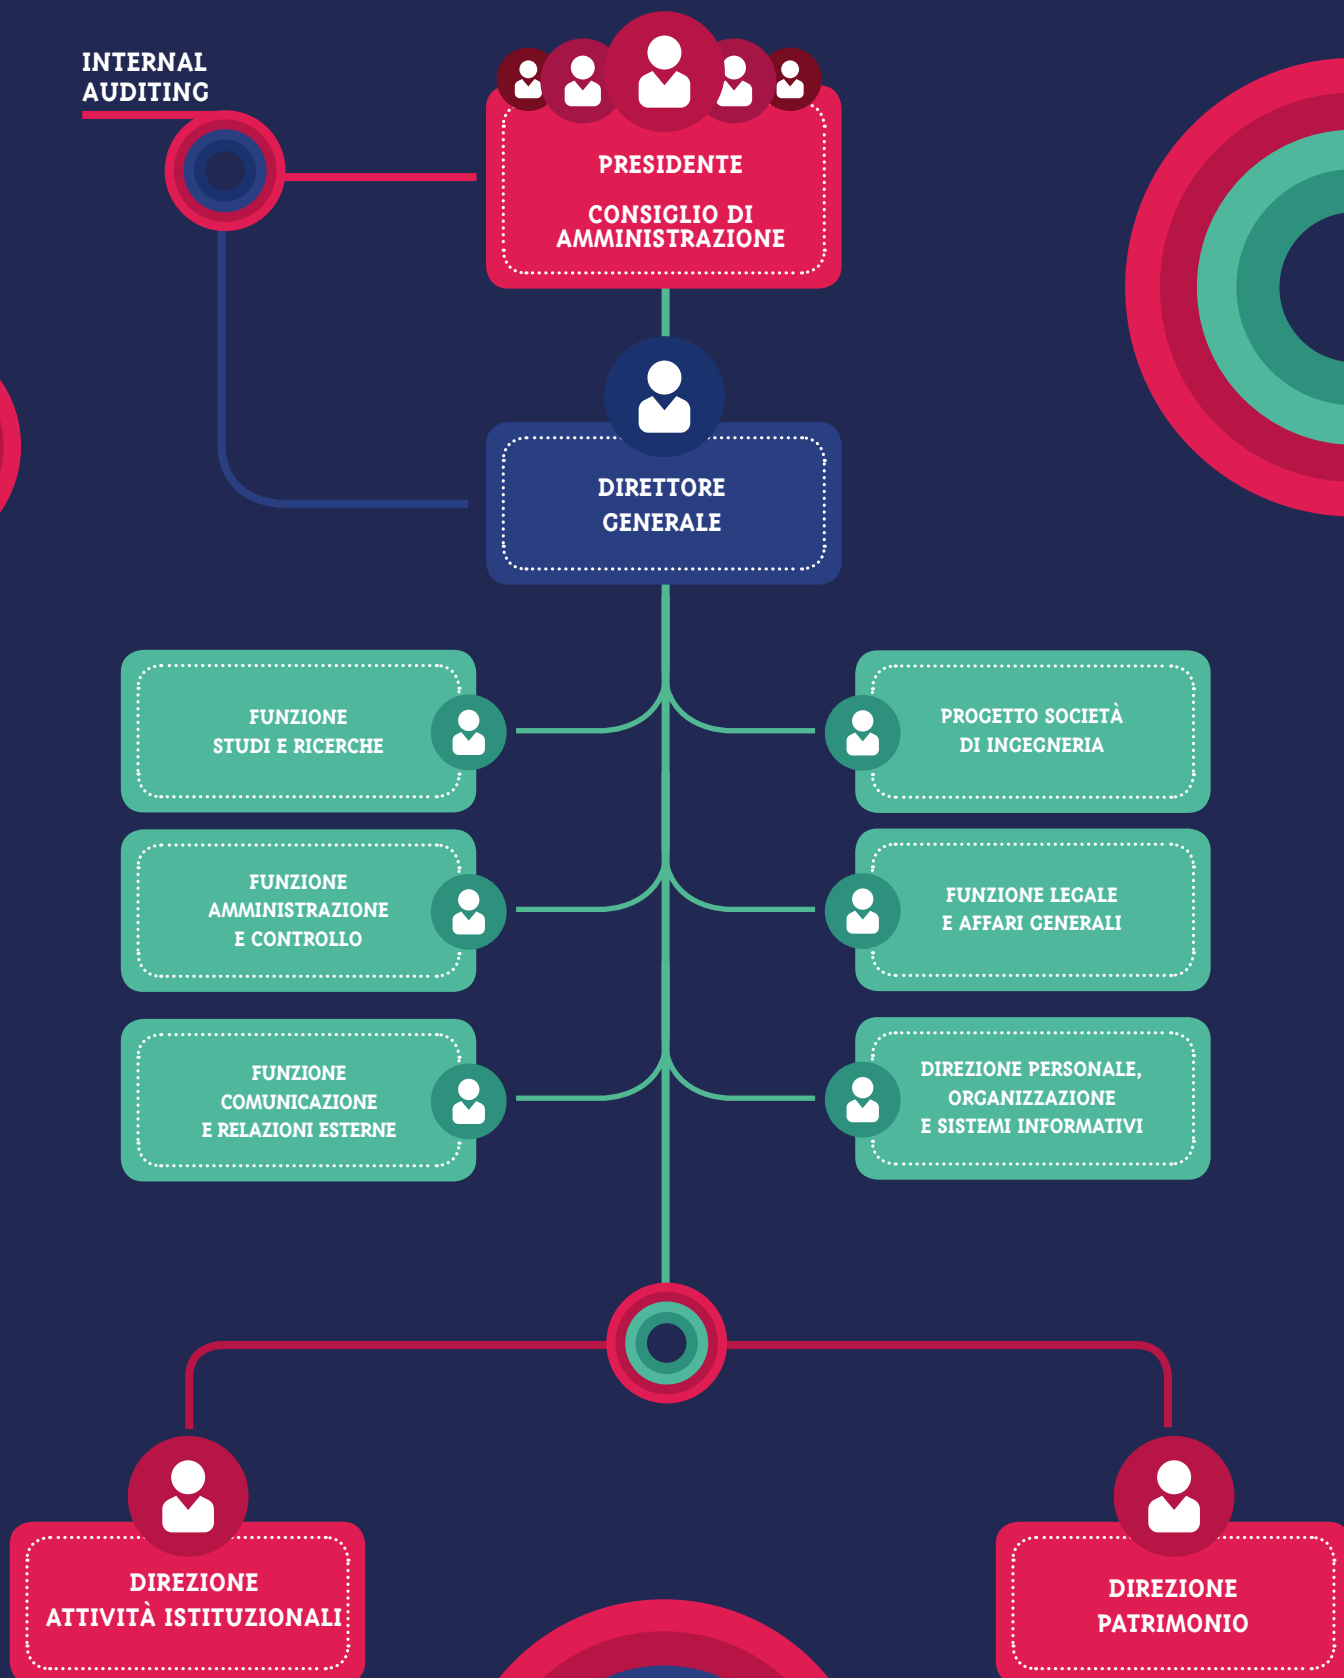 INTERNAL
AUDITING
PRESIDENTE
CONSIGLIO DI
AMMINISTRAZIONE
DIRETTORE
GENERALE
FUNZIONE
STUDI E RICERCHE
PROGETTO SOCIETÀ
DI INGEGNERIA
FUNZIONE
AMMINISTRAZIONE
E CONTROLLO
FUNZIONE LEGALE
E AFFARI GENERALI
FUNZIONE
COMUNICAZIONE
E RELAZIONI ESTERNE
DIREZIONE PERSONALE,
ORGANIZZAZIONE
E SISTEMI INFORMATIVI
DIREZIONE
ATTIVITÀ ISTITUZIONALI
DIREZIONE
PATRIMONIO